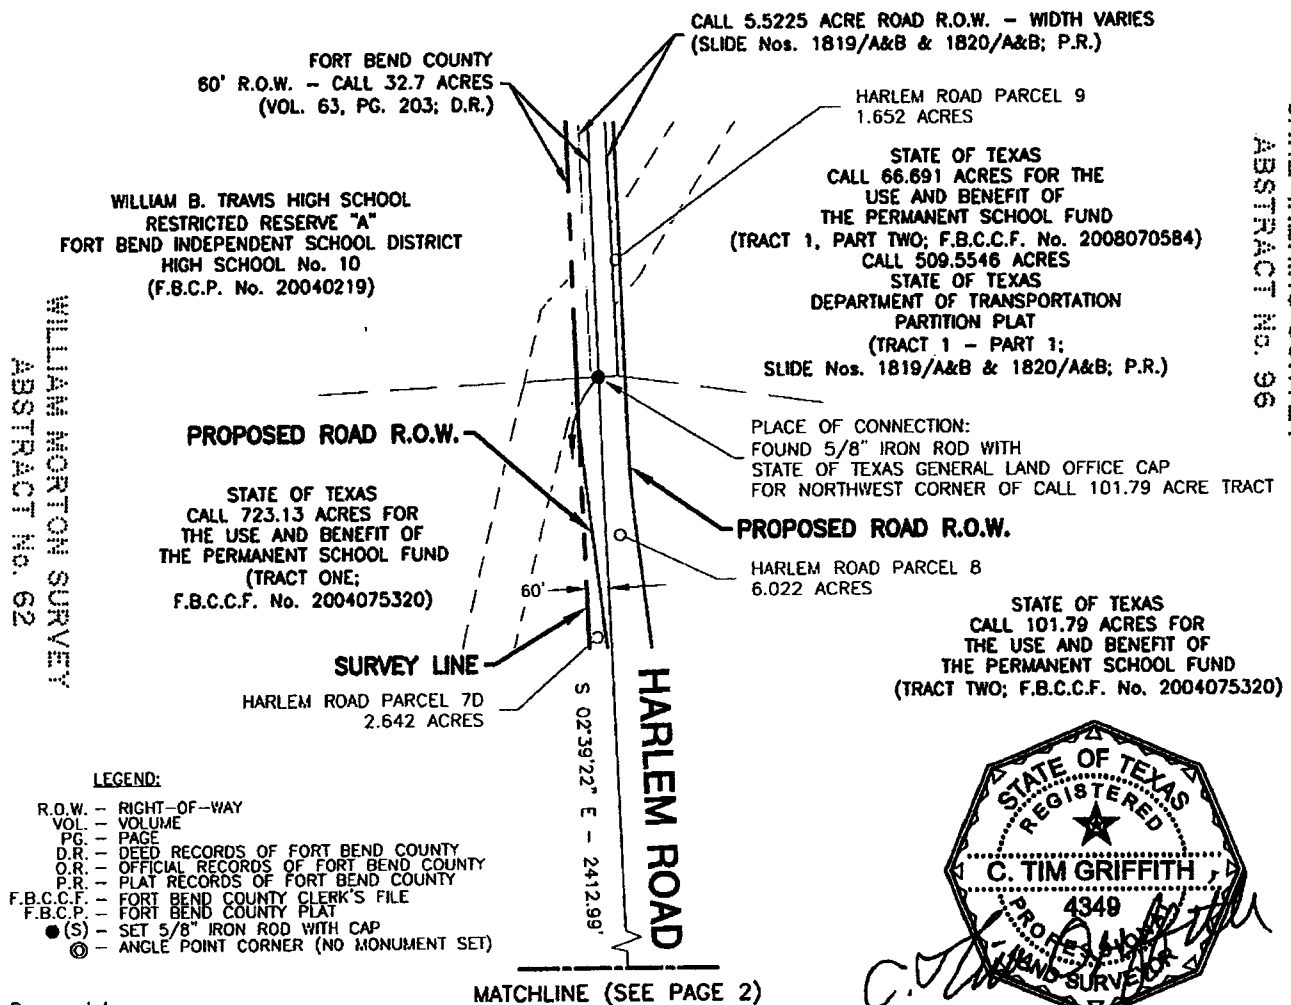 CALL 5.5225 ACRE ROAD R.O.W. – WIDTH VARIES
(SLIDE Nos. 1819/A&B & 1820/A&B; P.R.)
FORT BEND COUNTY
60' R.O.W. – CALL 32.7 ACRES
(VOL. 63, PG. 203; D.R.)
HARLEM ROAD PARCEL 9
1.652 ACRES
WILLIAM B. TRAVIS HIGH SCHOOL
RESTRICTED RESERVE "A"
FORT BEND INDEPENDENT SCHOOL DISTRICT
HIGH SCHOOL No. 10
(F.B.C.P. No. 20040219)
STATE OF TEXAS
CALL 66.691 ACRES FOR THE
USE AND BENEFIT OF
THE PERMANENT SCHOOL FUND
(TRACT 1, PART TWO; F.B.C.C.F. No. 2008070584)
CALL 509.5546 ACRES
STATE OF TEXAS
DEPARTMENT OF TRANSPORTATION
PARTITION PLAT
(TRACT 1 – PART 1;
SLIDE Nos. 1819/A&B & 1820/A&B; P.R.)
ABSTRACT No. 96
WILLIAM MORTON SURVEY
ABSTRACT No. 62
PROPOSED ROAD R.O.W.
PLACE OF CONNECTION:
FOUND 5/8" IRON ROD WITH
STATE OF TEXAS GENERAL LAND OFFICE CAP
FOR NORTHWEST CORNER OF CALL 101.79 ACRE TRACT
STATE OF TEXAS
CALL 723.13 ACRES FOR
THE USE AND BENEFIT OF
THE PERMANENT SCHOOL FUND
(TRACT ONE;
F.B.C.C.F. No. 2004075320)
PROPOSED ROAD R.O.W.
HARLEM ROAD PARCEL 8
6.022 ACRES
60'
STATE OF TEXAS
CALL 101.79 ACRES FOR
THE USE AND BENEFIT OF
THE PERMANENT SCHOOL FUND
(TRACT TWO; F.B.C.C.F. No. 2004075320)
SURVEY LINE
HARLEM ROAD PARCEL 7D
2.642 ACRES
S 02°39'22" E – 2412.99'
HARLEM ROAD
LEGEND:
R.O.W. – RIGHT-OF-WAY
VOL. – VOLUME
PG. – PAGE
D.R. – DEED RECORDS OF FORT BEND COUNTY
O.R. – OFFICIAL RECORDS OF FORT BEND COUNTY
P.R. – PLAT RECORDS OF FORT BEND COUNTY
F.B.C.C.F. – FORT BEND COUNTY CLERK'S FILE
F.B.C.P. – FORT BEND COUNTY PLAT
●(S) – SET 5/8" IRON ROD WITH CAP
◎ – ANGLE POINT CORNER (NO MONUMENT SET)
STATE OF TEXAS
REGISTERED
C. TIM GRIFFITH
4349
PROFESSIONAL
LAND SURVEYOR
MATCHLINE (SEE PAGE 2)